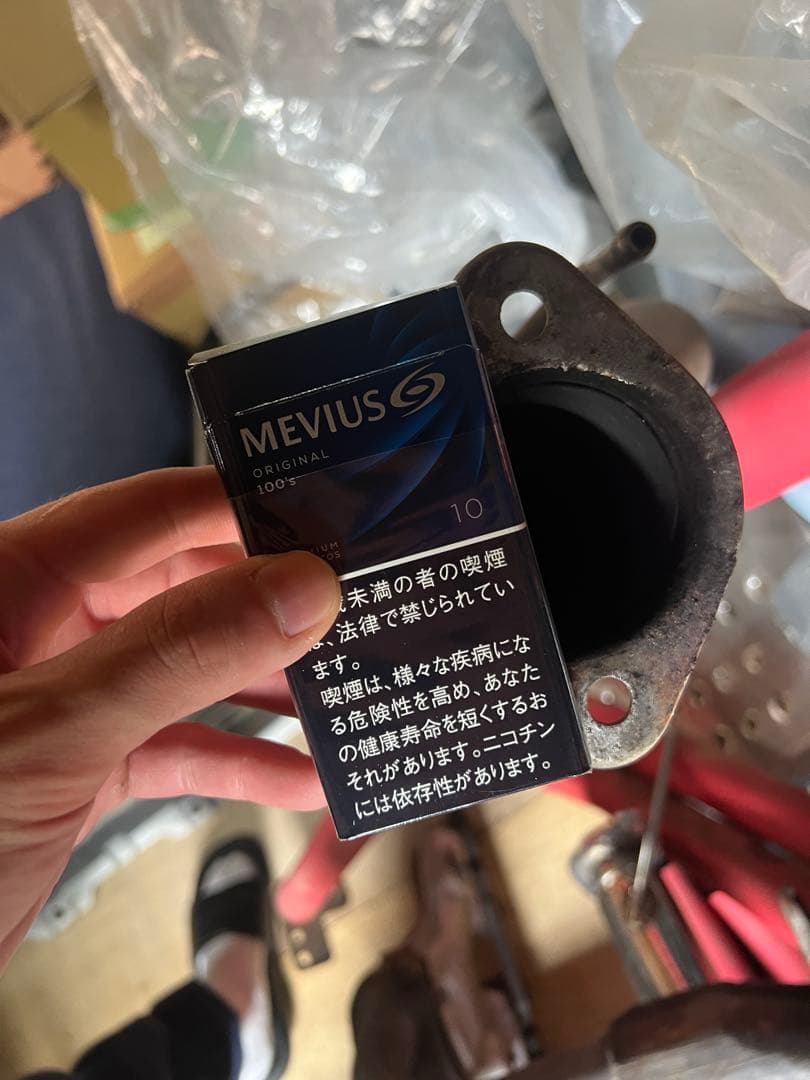 MEVIUS
ORIGINAL
100's
10
未満の者の喫煙
、法律で禁じられてい
ます。
喫煙は、様々な疾病にな
る危険性を高め、あなた
の健康寿命を短くするお
それがあります。ニコチン
には依存性があります。